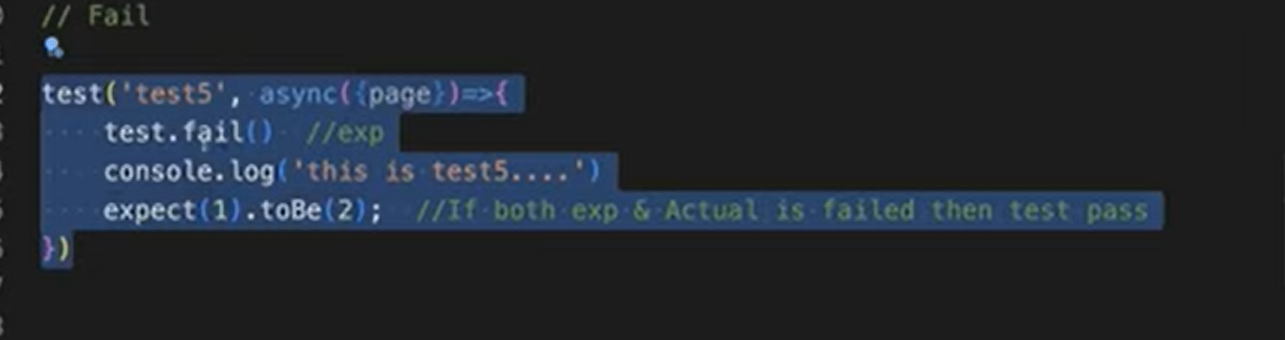 // Fail
test('test5', async({page})=>{
test.fail() //exp
console.log('this is test5....')
expect(1).toBe(2); //If both exp & Actual is failed then test pass
})